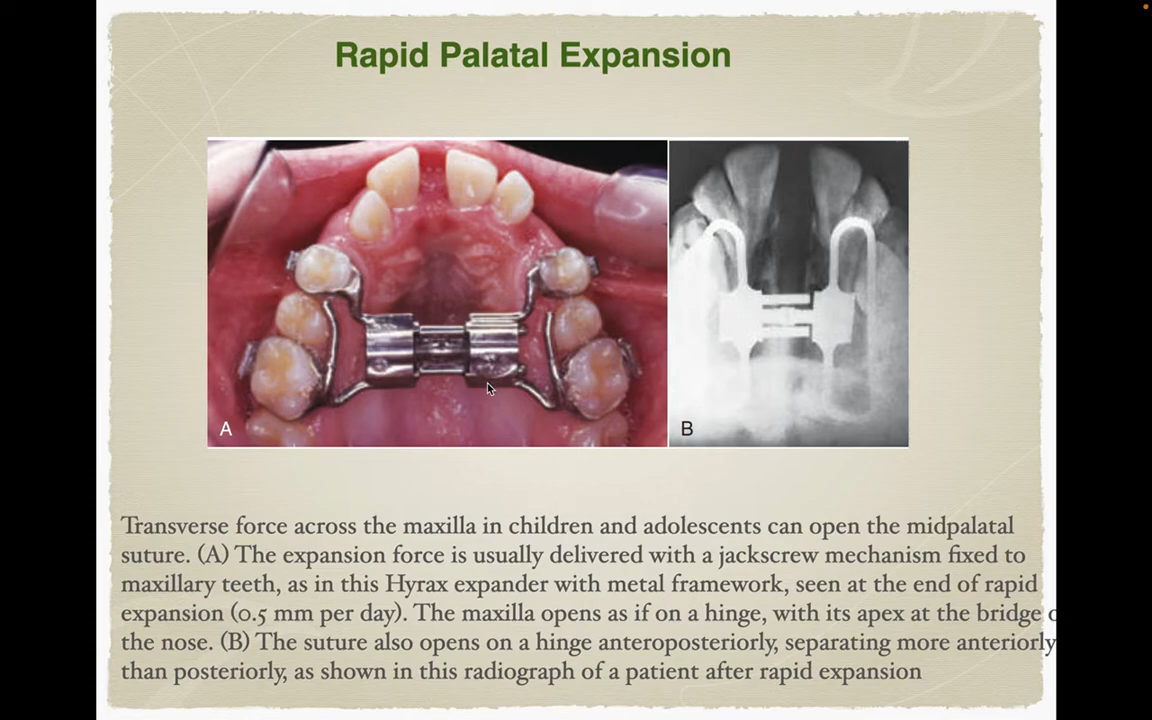 Rapid Palatal Expansion
A
B
Transverse force across the maxilla in children and adolescents can open the midpalatal
suture. (A) The expansion force is usually delivered with a jackscrew mechanism fixed to
maxillary teeth, as in this Hyrax expander with metal framework, seen at the end of rapid
expansion (0.5 mm per day). The maxilla opens as if on a hinge, with its apex at the bridge
the nose. (B) The suture also opens on a hinge anteroposteriorly, separating more anteriorly
than posteriorly, as shown in this radiograph of a patient after rapid expansion